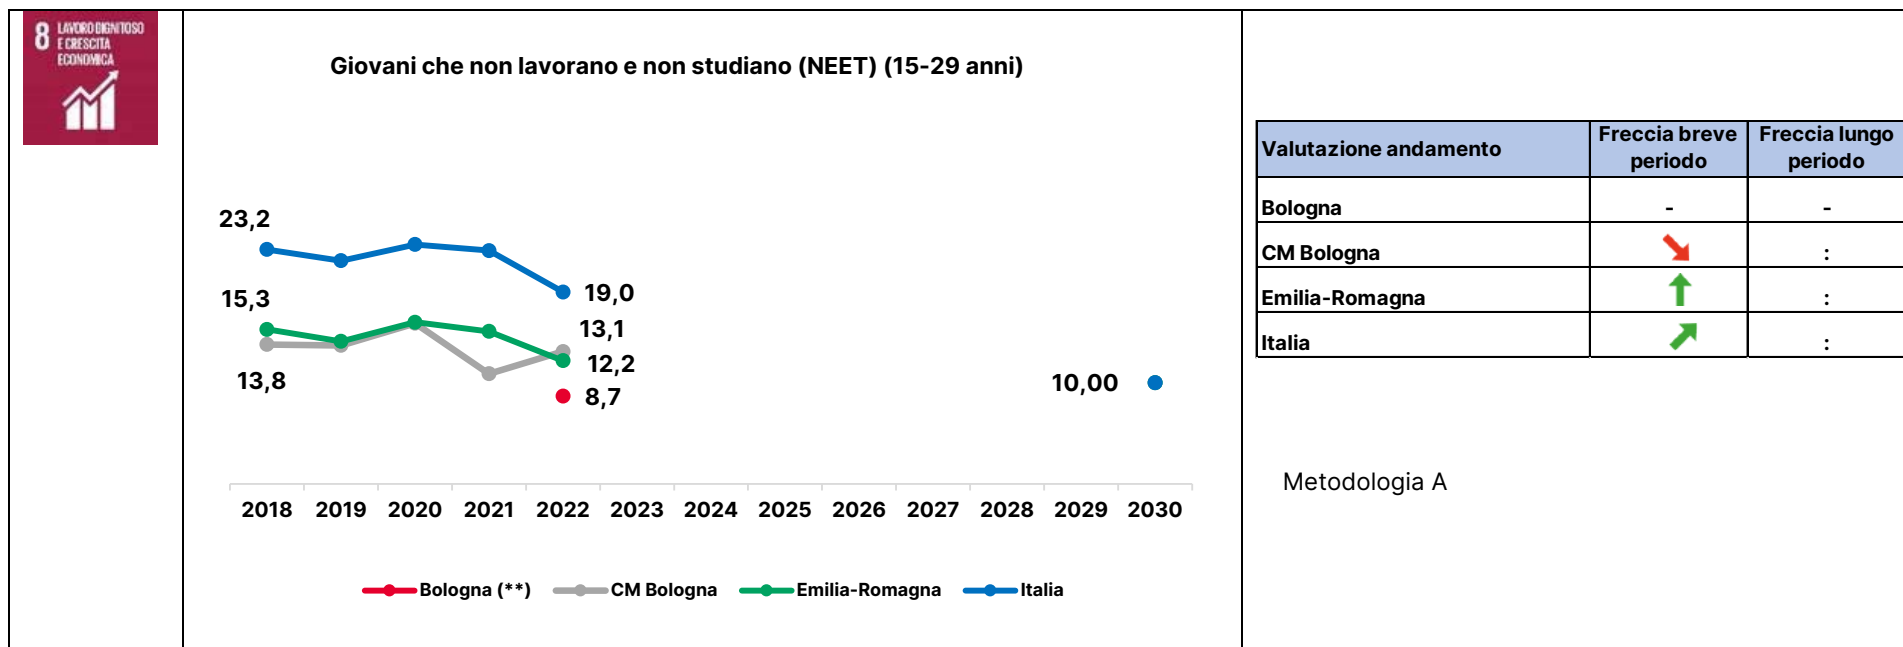 8 LAVORO DIGNITOSO
E CRESCITA
ECONOMICA
Giovani che non lavorano e non studiano (NEET) (15-29 anni)
23,2
15,3
13,8
19,0
13,1
12,2
8,7
10,00
2018 2019 2020 2021 2022 2023 2024 2025 2026 2027 2028 2029 2030
Bologna (**) CM Bologna Emilia-Romagna Italia
Valutazione andamento Freccia breve periodo Freccia lungo periodo
Bologna - -
CM Bologna :
Emilia-Romagna :
Italia :
Metodologia A